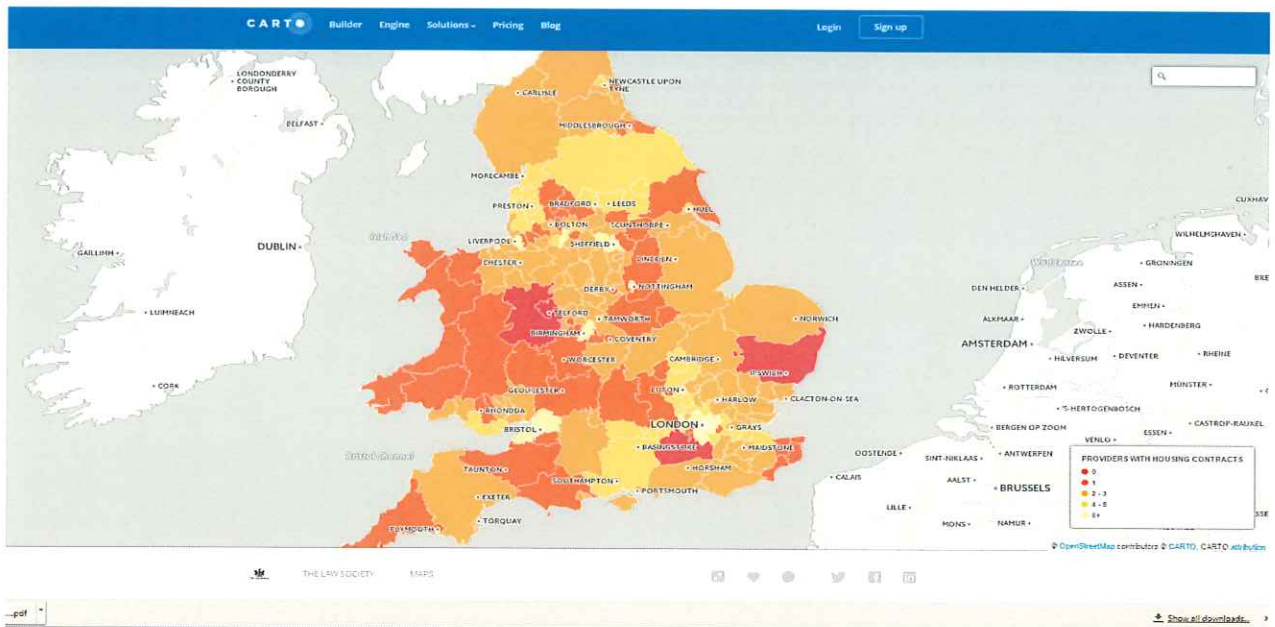 CARTO
Builder Engine Solutions Pricing Blog
Login Sign up
LONDONDERRY
COUNTY
BOROUGH
BELFAST
DUBLIN
GAILLIMH
LUIMNEACH
CORK
Irish Sea
Bristol Channel
NEWCASTLE UPON
TYNE
CARLISLE
MIDDLESBROUGH
MORECAMBE
PRESTON
BRADFORD
LEEDS
HULL
BOLTON
SCUNTHORPE
LIVERPOOL
SHEFFIELD
CHESTER
LINCOLN
DERBY
NOTTINGHAM
TELFORD
TAMWORTH
NORWICH
BIRMINGHAM
COVENTRY
WORCESTER
CAMBRIDGE
IPSWICH
GLOUCESTER
LUTON
HARLOW
CLACTON-ON-SEA
RHONDDA
BRISTOL
LONDON
GRAYS
BASINGSTOKE
MAIDSTONE
TAUNTON
HORSHAM
SOUTHAMPTON
PORTSMOUTH
EXETER
PLYMOUTH
TORQUAY
CUXHAV
WILHELMSHAVEN
GRONINGEN
DEN HELDER
ASSEN
EMMEN
ALKMAAR
ZWOLLE
HARDENBERG
AMSTERDAM
HILVERSUM
DEVENTER
RHEINE
ROTTERDAM
MÜNSTER
'S-HERTOGENBOSCH
BERGEN OP ZOOM
ESSEN
CASTROP-RAUXEL
VENLO
OOSTENDE
SINT-NIKLAAS
ANTWERPEN
CALAIS
AALST
BRUSSELS
LILLE
MONS
NAMUR
PROVIDERS WITH HOUSING CONTRACTS
0
1
2 - 3
4 - 5
6+
© OpenStreetMap contributors © CARTO, CARTO attribution
THE LAW SOCIETY MAPS
...pdf
Show all downloads...